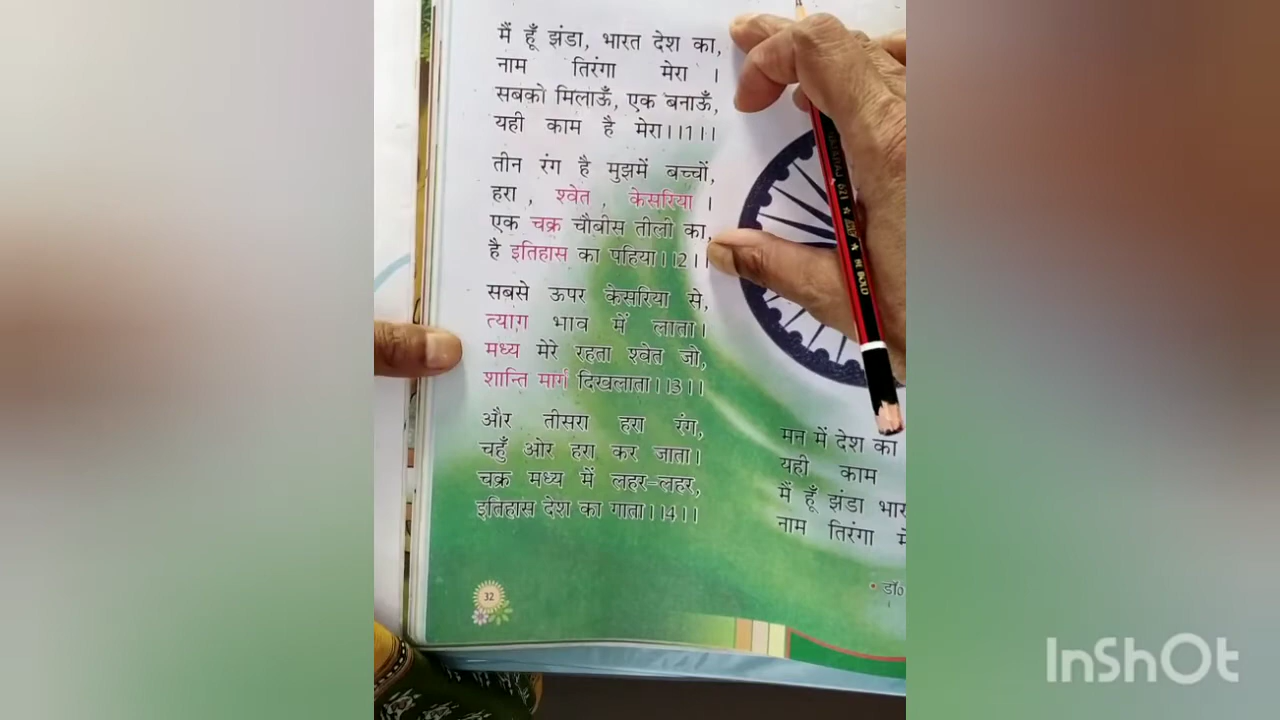 मैं हूँ झंडा, भारत देश का,
नाम तिरंगा मेरा ।
सबको मिलाऊँ, एक बनाऊँ,
यही काम है मेरा।।1।।
तीन रंग है मुझमें बच्चों,
हरा , श्वेत , केसरिया ।
एक चक्र चौबीस तीलो का,
है इतिहास का पहिया।।2।।
सबसे ऊपर केसरिया से,
त्याग भाव में लाता।
मध्य मेरे रहता श्वेत जो,
शान्ति मार्ग दिखलाता।।3।।
और तीसरा हरा रंग,
चहुँ ओर हरा कर जाता।
चक्र मध्य में लहर-लहर,
इतिहास देश का गाता।।4।।
मन में देश का
यही काम
मैं हूँ झंडा
नाम तिरंगा
• डॉ०
32
InShOt